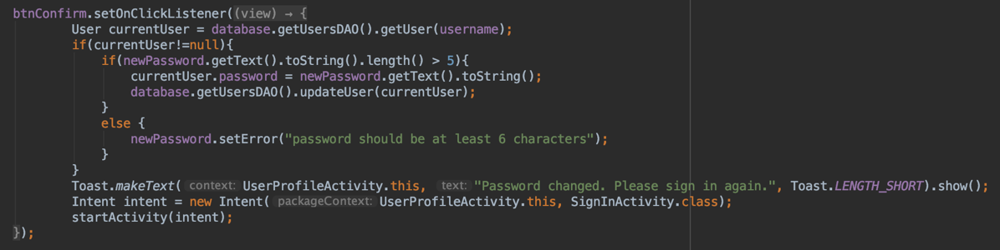 btnConfirm.setOnClickListener((view) → {
User currentUser = database.getUsersDAO().getUser(username);
if(currentUser!=null){
if(newPassword.getText().toString().length() > 5){
currentUser.password = newPassword.getText().toString();
database.getUsersDAO().updateUser(currentUser);
}
else {
newPassword.setError("password should be at least 6 characters");
}
}
Toast.makeText( context: UserProfileActivity.this, text: "Password changed. Please sign in again.", Toast.LENGTH_SHORT).show();
Intent intent = new Intent( packageContext: UserProfileActivity.this, SignInActivity.class);
startActivity(intent);
});